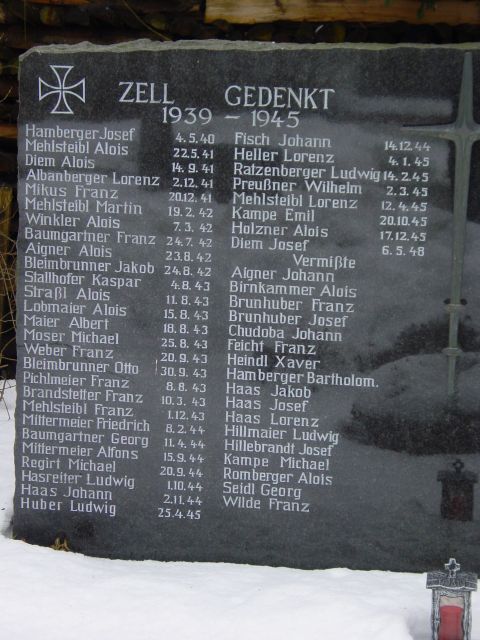 ZELL GEDENKT
1939 – 1945
Hamberger Josef 4.5.40
Mehlsteibl Alois 22.5.41
Diem Alois 14.9.41
Albanberger Lorenz 2.12.41
Mikus Franz 20.12.41
Mehlsteibl Martin 19.2.42
Winkler Alois 7.3.42
Baumgartner Franz 24.7.42
Aigner Alois 23.8.42
Bleimbrunner Jakob 24.8.42
Stallhofer Kaspar 4.8.43
Straßl Alois 11.8.43
Lobmaier Alois 15.8.43
Maier Albert 18.8.43
Moser Michael 25.8.43
Weber Franz 20.9.43
Bleimbrunner Otto 30.9.43
Pichlmeier Franz 8.8.43
Brandstetter Franz 10.3.43
Mehlsteibl Franz 1.12.43
Mittermeier Friedrich 8.2.44
Baumgartner Georg 11.4.44
Mittermeier Alfons 15.9.44
Regirt Michael 20.9.44
Hasreiter Ludwig 1.10.44
Haas Johann 2.11.44
Huber Ludwig 25.4.45
Fisch Johann 14.12.44
Heller Lorenz 4.1.45
Ratzenberger Ludwig 14.2.45
Preußner Wilhelm 2.3.45
Mehlsteibl Lorenz 12.4.45
Kampe Emil 20.10.45
Holzner Alois 17.12.45
Diem Josef 6.5.48
Vermißte
Aigner Johann
Birnkammer Alois
Brunhuber Franz
Brunhuber Josef
Chudoba Johann
Feicht Franz
Heindl Xaver
Hamberger Bartholom.
Haas Jakob
Haas Josef
Haas Lorenz
Hillmaier Ludwig
Hillebrandt Josef
Kampe Michael
Romberger Alois
Seidl Georg
Wilde Franz